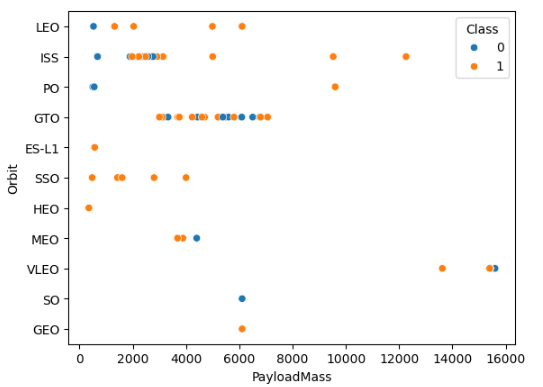 Class
0
1
LEO
ISS
PO
GTO
ES-L1
SSO
HEO
MEO
VLEO
SO
GEO
Orbit
0 2000 4000 6000 8000 10000 12000 14000 16000
PayloadMass